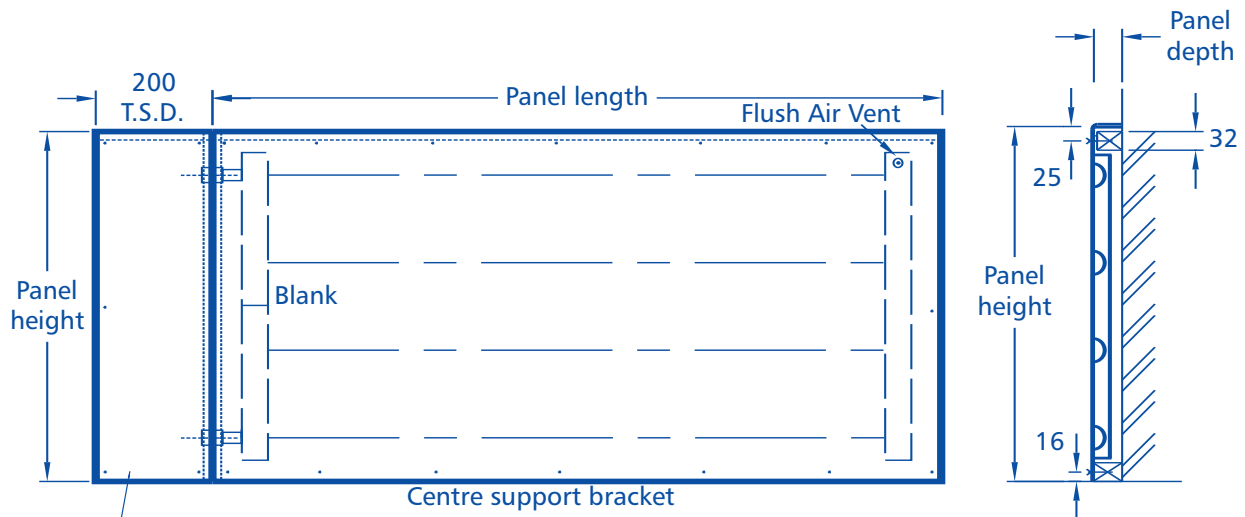 200
T.S.D.
Panel length
Flush Air Vent
Panel
height
Blank
Centre support bracket
Panel
depth
32
25
Panel
height
16